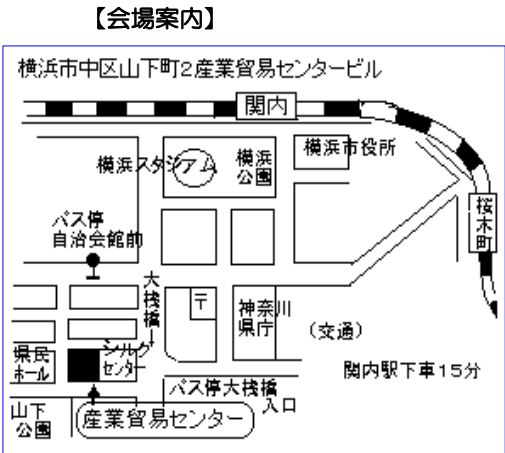 【会場案内】
横浜市中区山下町2産業貿易センタービル
関内
横浜スタジアム
横浜
公園
横浜市役所
桜木町
バス停
自治会館前
大桟橋
〒
神奈川
県庁
(交通)
県民
ホール
シルク
センター
関内駅下車15分
バス停大桟橋
入口
山下
公園
産業貿易センター